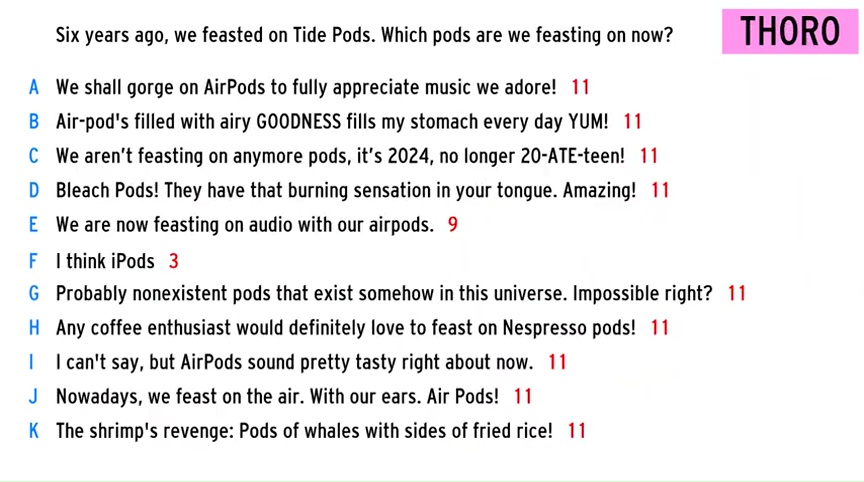 Six years ago, we feasted on Tide Pods. Which pods are we feasting on now?
THORO
A We shall gorge on AirPods to fully appreciate music we adore! 11
B Air-pod's filled with airy GOODNESS fills my stomach every day YUM! 11
C We aren't feasting on anymore pods, it's 2024, no longer 20-ATE-teen! 11
D Bleach Pods! They have that burning sensation in your tongue. Amazing! 11
E We are now feasting on audio with our airpods. 9
F I think iPods 3
G Probably nonexistent pods that exist somehow in this universe. Impossible right? 11
H Any coffee enthusiast would definitely love to feast on Nespresso pods! 11
I I can't say, but AirPods sound pretty tasty right about now. 11
J Nowadays, we feast on the air. With our ears. Air Pods! 11
K The shrimp's revenge: Pods of whales with sides of fried rice! 11